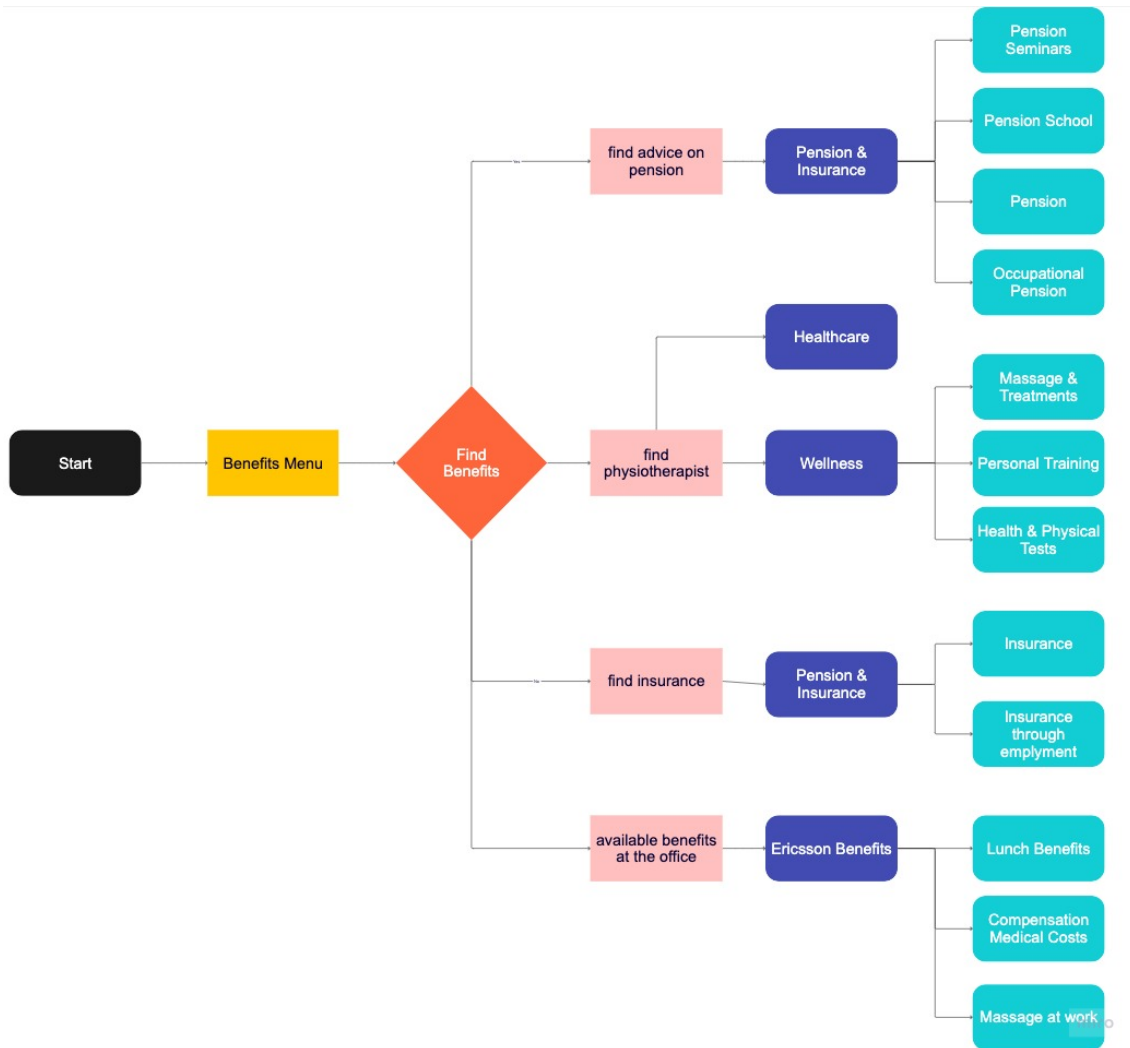 Pension
Seminars
Pension School
find advice on
pension
Pension &
Insurance
Pension
Occupational
Pension
Healthcare
Massage &
Treatments
Start
Benefits Menu
Find
Benefits
find
physiotherapist
Wellness
Personal Training
Health & Physical
Tests
Insurance
find insurance
Pension &
Insurance
Insurance
through
emplyment
available benefits
at the office
Ericsson Benefits
Lunch Benefits
Compensation
Medical Costs
Massage at work